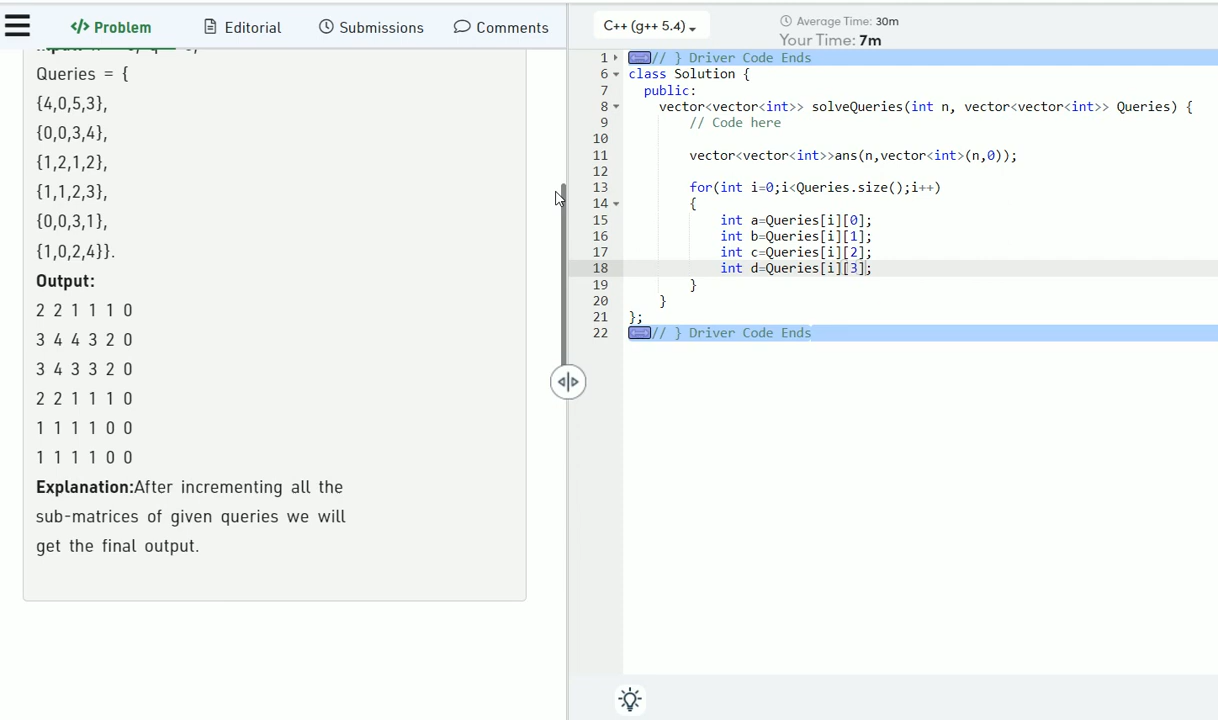 </> Problem
Editorial
Submissions
Comments
Queries = {
{4,0,5,3},
{0,0,3,4},
{1,2,1,2},
{1,1,2,3},
{0,0,3,1},
{1,0,2,4}}.
Output:
2 2 1 1 1 0
3 4 4 3 2 0
3 4 3 3 2 0
2 2 1 1 1 0
1 1 1 1 0 0
1 1 1 1 0 0
Explanation:After incrementing all the
sub-matrices of given queries we will
get the final output.
C++ (g++ 5.4)
Average Time: 30m
Your Time: 7m
1 // } Driver Code Ends
6 class Solution {
7 public:
8 vector<vector<int>> solveQueries(int n, vector<vector<int>> Queries) {
9 // Code here
10
11 vector<vector<int>>ans(n,vector<int>(n,0));
12
13 for(int i=0;i<Queries.size();i++)
14 {
15 int a=Queries[i][0];
16 int b=Queries[i][1];
17 int c=Queries[i][2];
18 int d=Queries[i][3];
19 }
20 }
21 };
22 // } Driver Code Ends